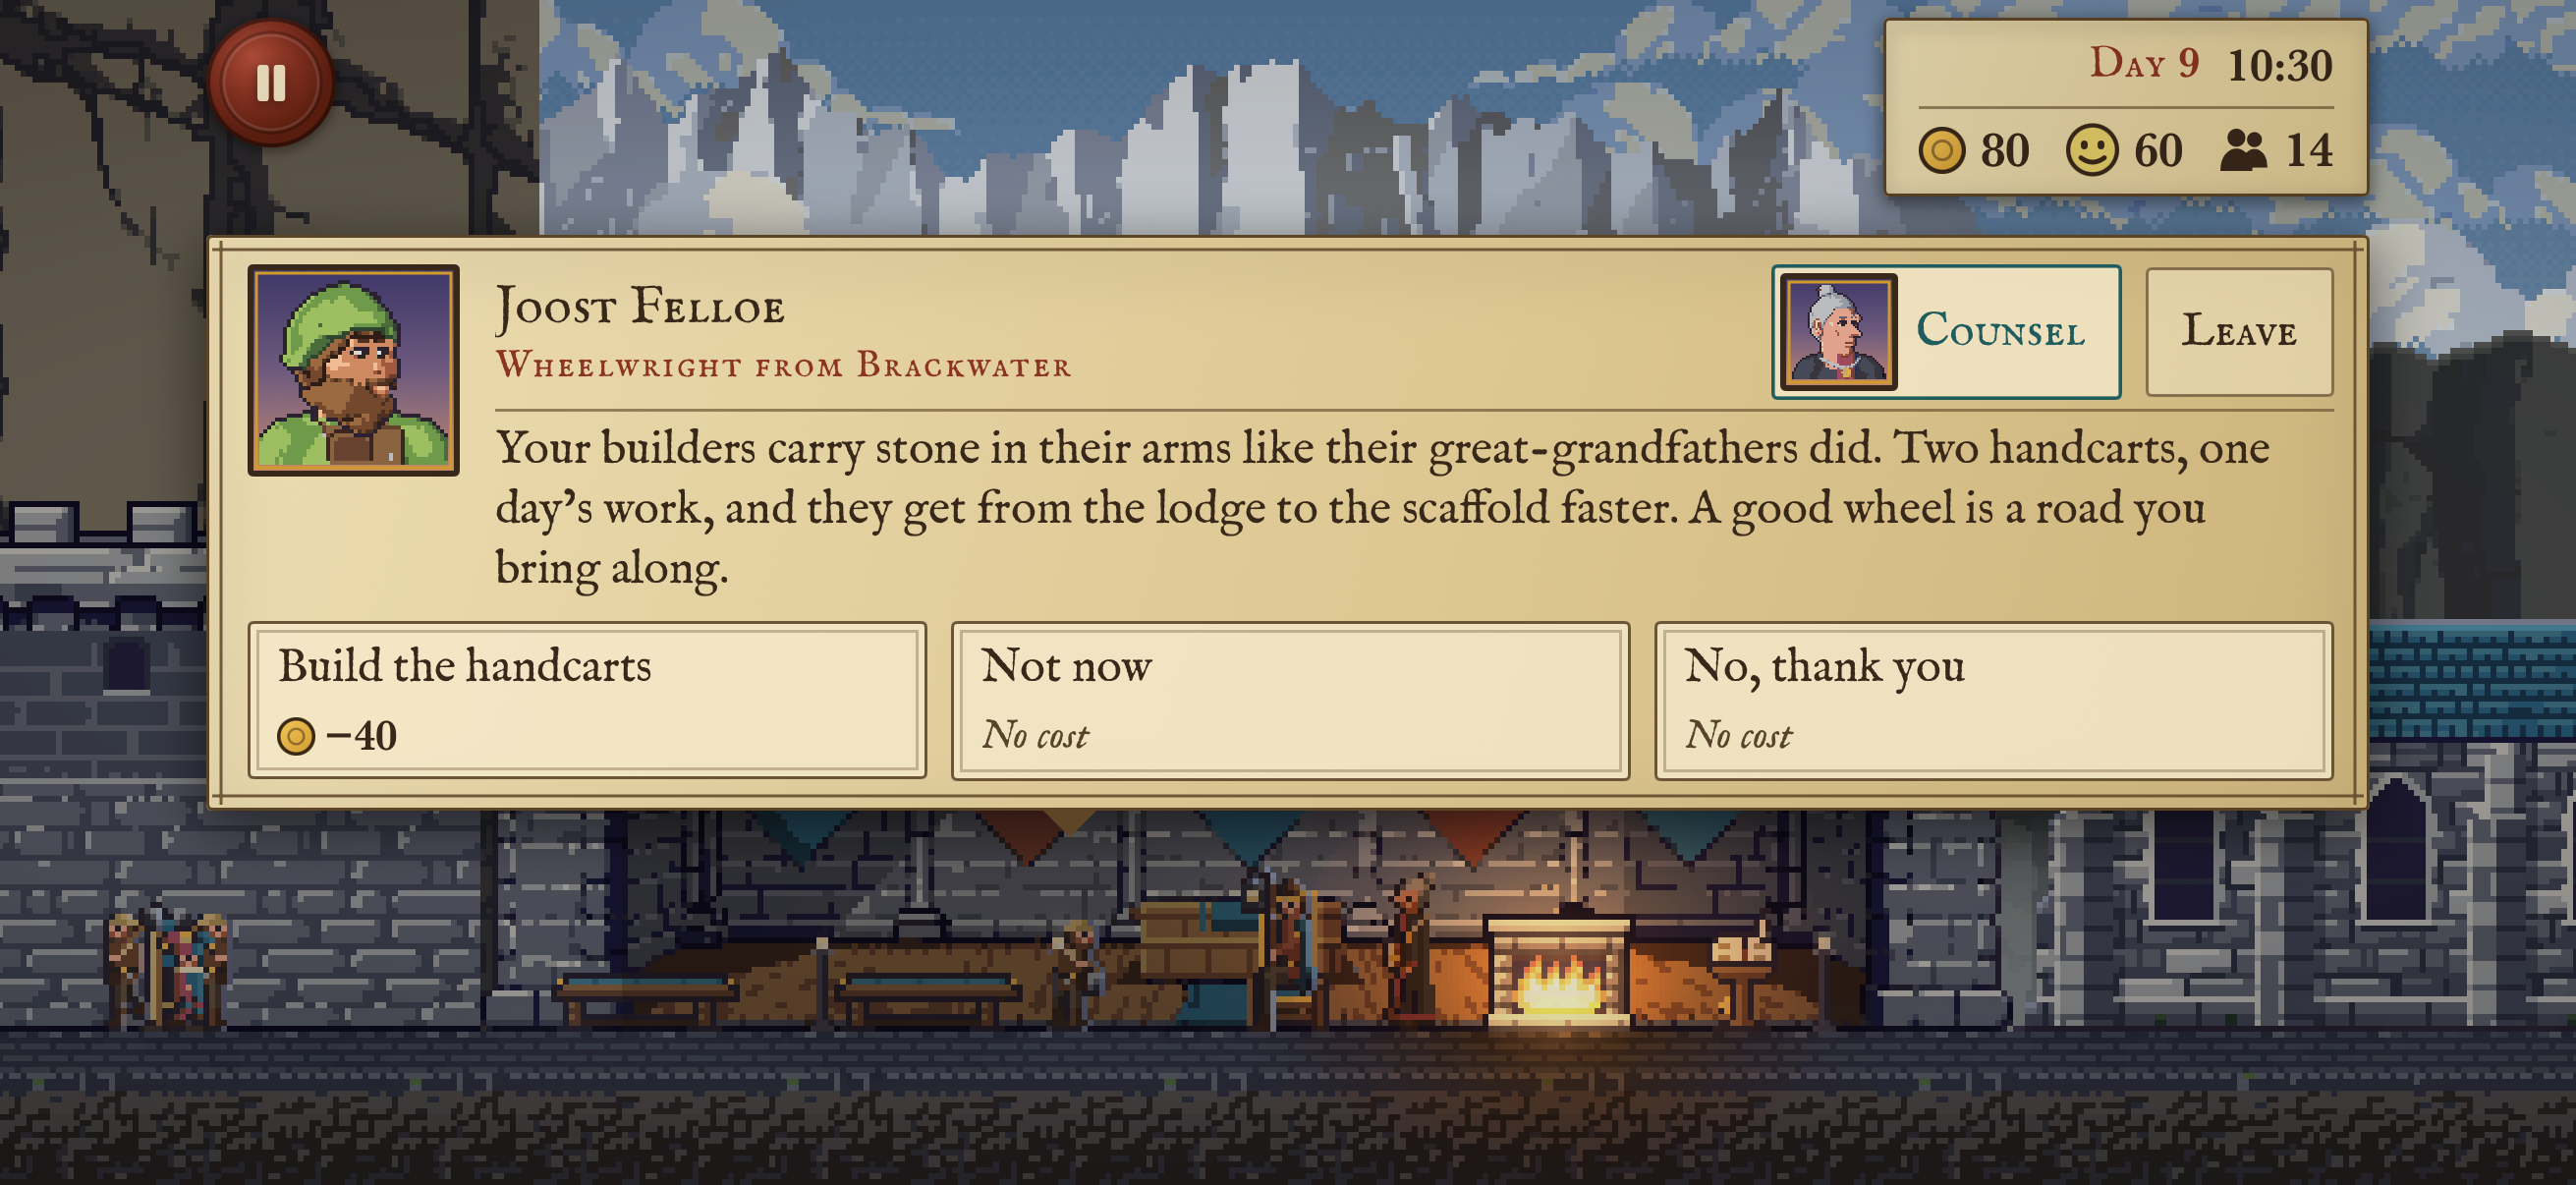 Day 9 10:30
80 60 14
Joost Felloe
Wheelwright from Brackwater
Counsel
Leave
Your builders carry stone in their arms like their great-grandfathers did. Two handcarts, one
day's work, and they get from the lodge to the scaffold faster. A good wheel is a road you
bring along.
Build the handcarts
−40
Not now
No cost
No, thank you
No cost